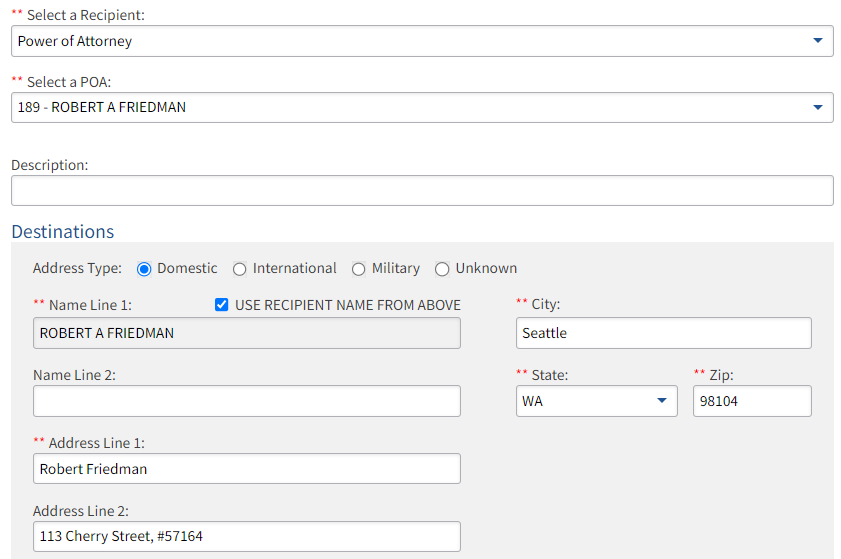 ** Select a Recipient:
Power of Attorney
** Select a POA:
189 - ROBERT A FRIEDMAN
Description:
Destinations
Address Type: Domestic International Military Unknown
** Name Line 1: USE RECIPIENT NAME FROM ABOVE
ROBERT A FRIEDMAN
Name Line 2:
** Address Line 1:
Robert Friedman
Address Line 2:
113 Cherry Street, #57164
** City:
Seattle
** State: ** Zip:
WA 98104